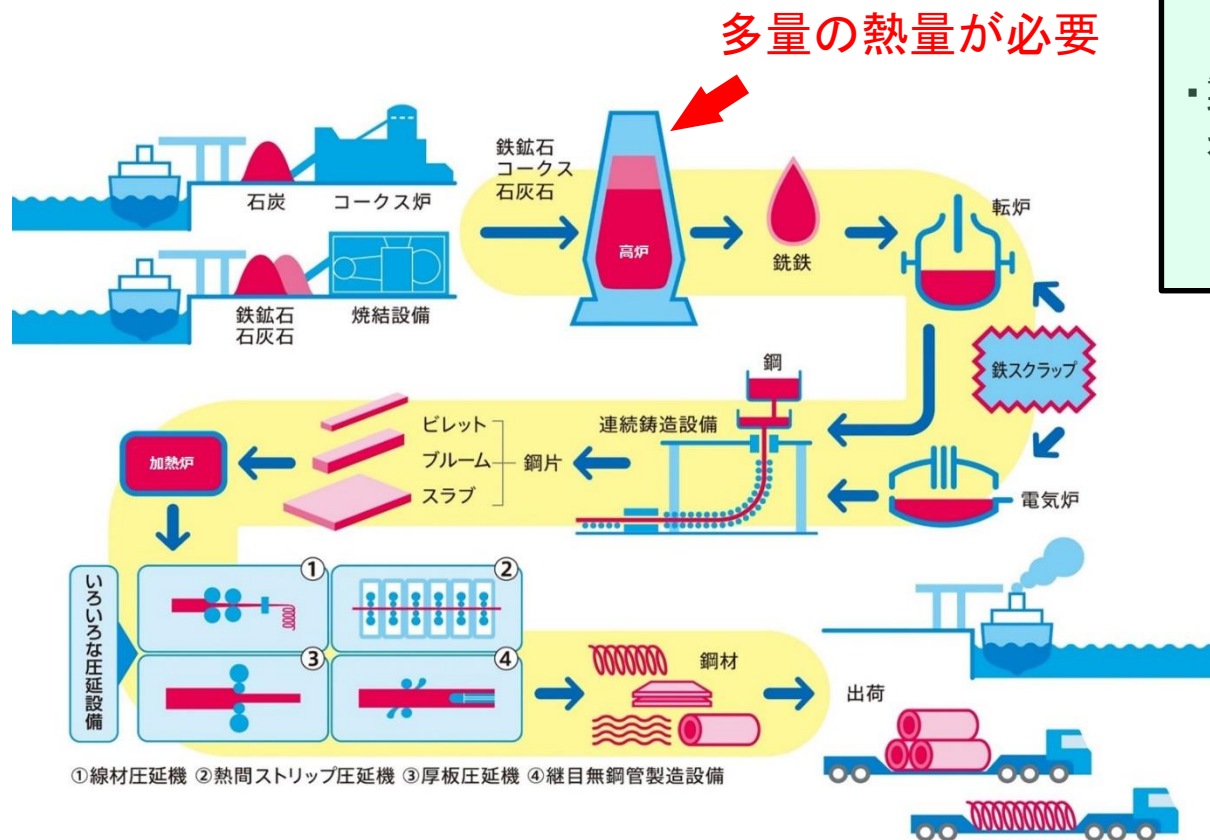 多量の熱量が必要
鉄鉱石
コークス
石灰石
石炭
コークス炉
高炉
銑鉄
転炉
鉄鉱石
石灰石
焼結設備
鉄スクラップ
鋼
連続鋳造設備
ビレット
ブルーム
スラブ
鋼片
加熱炉
電気炉
いろいろな圧延設備
①
②
③
④
鋼材
出荷
①線材圧延機 ②熱間ストリップ圧延機 ③厚板圧延機 ④継目無鋼管製造設備